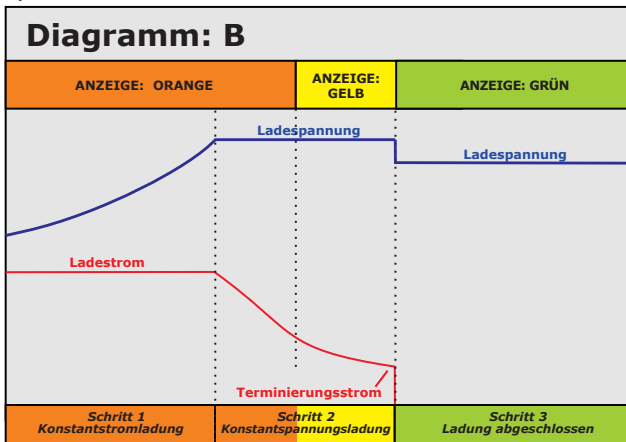 Diagramm: B
ANZEIGE: ORANGE
ANZEIGE:
GELB
ANZEIGE: GRÜN
Ladespannung
Ladespannung
Ladestrom
Terminierungsstrom
Schritt 1
Konstantstromladung
Schritt 2
Konstantspannungsladung
Schritt 3
Ladung abgeschlossen